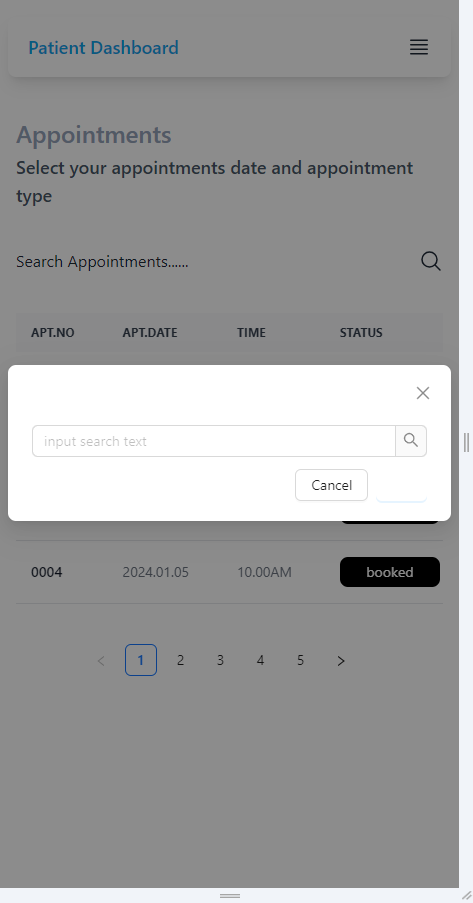 Patient Dashboard
Appointments
Select your appointments date and appointment
type
Search Appointments......
APT.NO APT.DATE TIME STATUS
input search text
Cancel
0004 2024.01.05 10.00AM booked
1 2 3 4 5